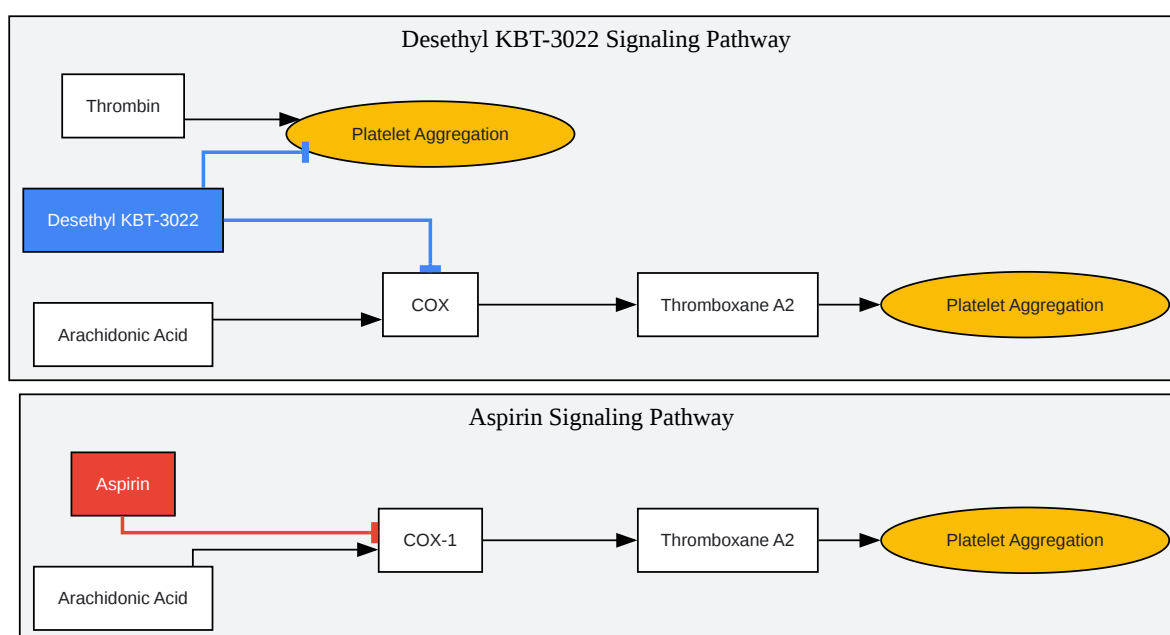 Desethyl KBT-3022 Signaling Pathway
Thrombin
Platelet Aggregation
Desethyl KBT-3022
COX
Thromboxane A2
Platelet Aggregation
Arachidonic Acid
Aspirin Signaling Pathway
Aspirin
COX-1
Thromboxane A2
Platelet Aggregation
Arachidonic Acid